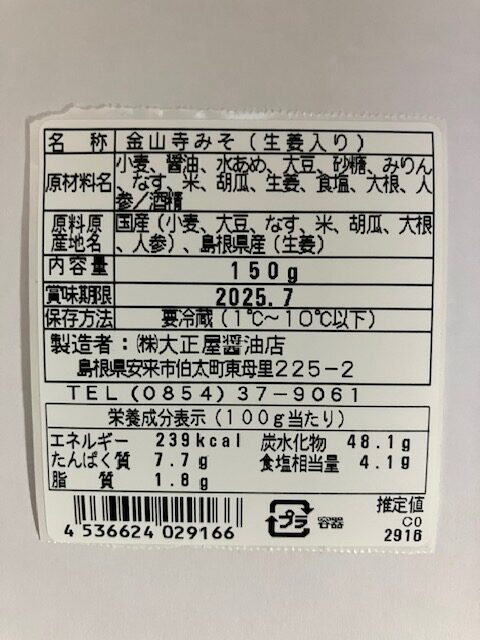 名 称 金山寺みそ（生姜入り）
原材料名 小麦、醤油、水あめ、大豆、砂糖、みりん
、なす、米、胡瓜、生姜、食塩、大根、人
参／酒精
原料原産地名 国産（小麦、大豆、なす、米、胡瓜、大根
、人参）、島根県産（生姜）
内容量 150g
賞味期限 2025.7
保存方法 要冷蔵（1℃～10℃以下）
製造者：㈱大正屋醤油店
島根県安来市伯太町東母里225-2
TEL（0854）37-9061
栄養成分表示（100g当たり）
エネルギー 239kcal 炭水化物 48.1g
たんぱく質 7.7g 食塩相当量 4.1g
脂 質 1.8g
4 536624 029166 プラ 容器 推定値
C0
2916